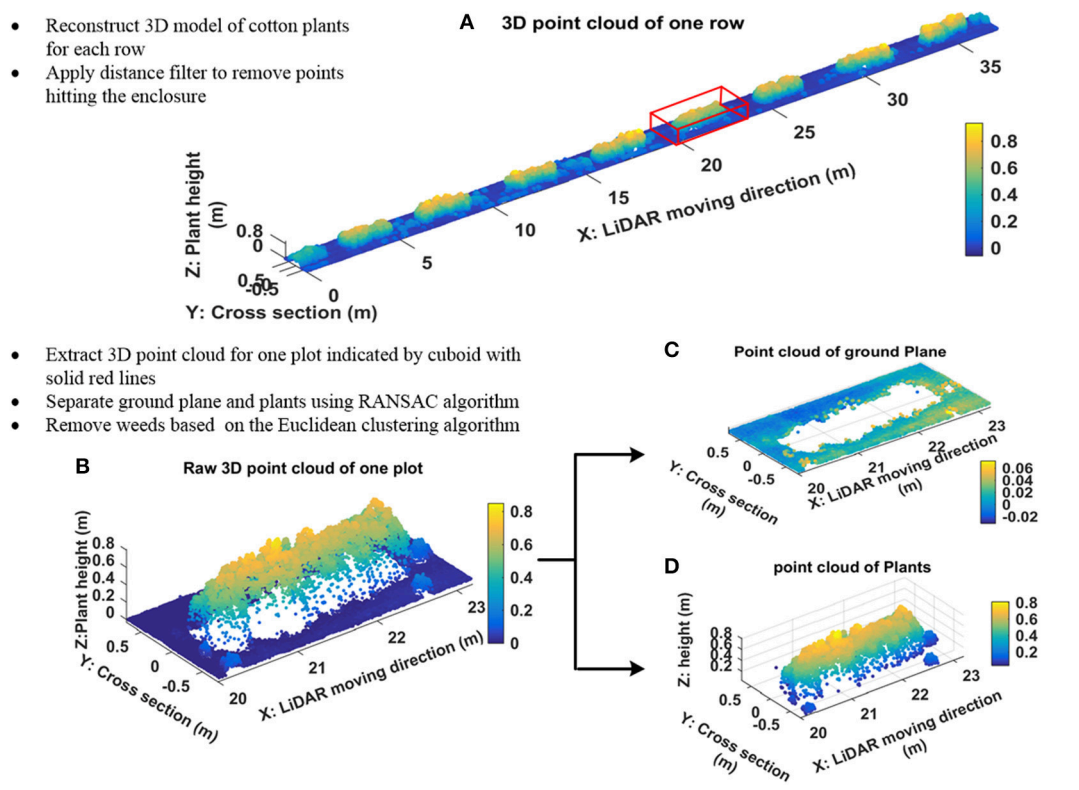 ● Reconstruct 3D model of cotton plants
for each row
● Apply distance filter to remove points
hitting the enclosure
A 3D point cloud of one row
Z: Plant height
(m)
0.8
0
0.5
0
-0.5
Y: Cross section (m)
0
5
10
15
20
25
30
35
X: LiDAR moving direction (m)
0.8
0.6
0.4
0.2
0
● Extract 3D point cloud for one plot indicated by cuboid with
solid red lines
● Separate ground plane and plants using RANSAC algorithm
● Remove weeds based on the Euclidean clustering algorithm
B
Raw 3D point cloud of one plot
Z:Plant height (m)
0.8
0.6
0.4
0.2
0
0.5
0
-0.5
Y: Cross section (m)
20
21
22
23
X: LiDAR moving direction (m)
0.8
0.6
0.4
0.2
0
C
Point cloud of ground Plane
0.5
0
-0.5
Y: Cross section
(m)
20
21
22
23
X: LiDAR moving direction
(m)
0.06
0.04
0.02
0
-0.02
D
point cloud of Plants
Z: height (m)
0.8
0.6
0.4
0.2
0.5
0
-0.5
Y: Cross section
(m)
20
21
22
23
X: LiDAR moving direction
(m)
0.8
0.6
0.4
0.2